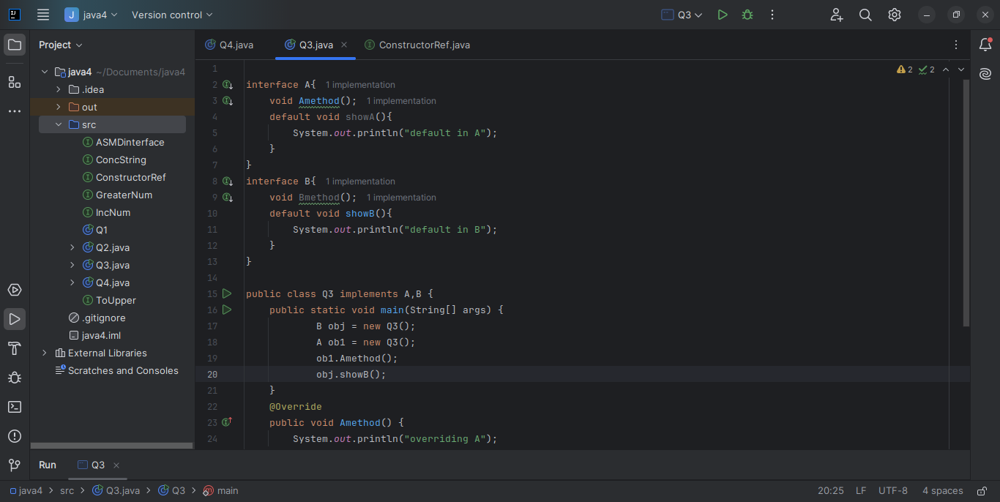 J java4 Version control Q3
Project
java4 ~/Documents/java4
.idea
out
src
ASMDinterface
ConcString
ConstructorRef
GreaterNum
IncNum
Q1
Q2.java
Q3.java
Q4.java
ToUpper
.gitignore
java4.iml
External Libraries
Scratches and Consoles
Q4.java Q3.java ConstructorRef.java
2 2
1
2 interface A{ 1 implementation
3 void Amethod(); 1 implementation
4 default void showA(){
5 System.out.println("default in A");
6 }
7 }
8 interface B{ 1 implementation
9 void Bmethod(); 1 implementation
10 default void showB(){
11 System.out.println("default in B");
12 }
13 }
14
15 public class Q3 implements A,B {
16 public static void main(String[] args) {
17 B obj = new Q3();
18 A ob1 = new Q3();
19 ob1.Amethod();
20 obj.showB();
21 }
22 @Override
23 public void Amethod() {
24 System.out.println("overriding A");
Run Q3
java4 src Q3.java Q3 main 20:25 LF UTF-8 4 spaces